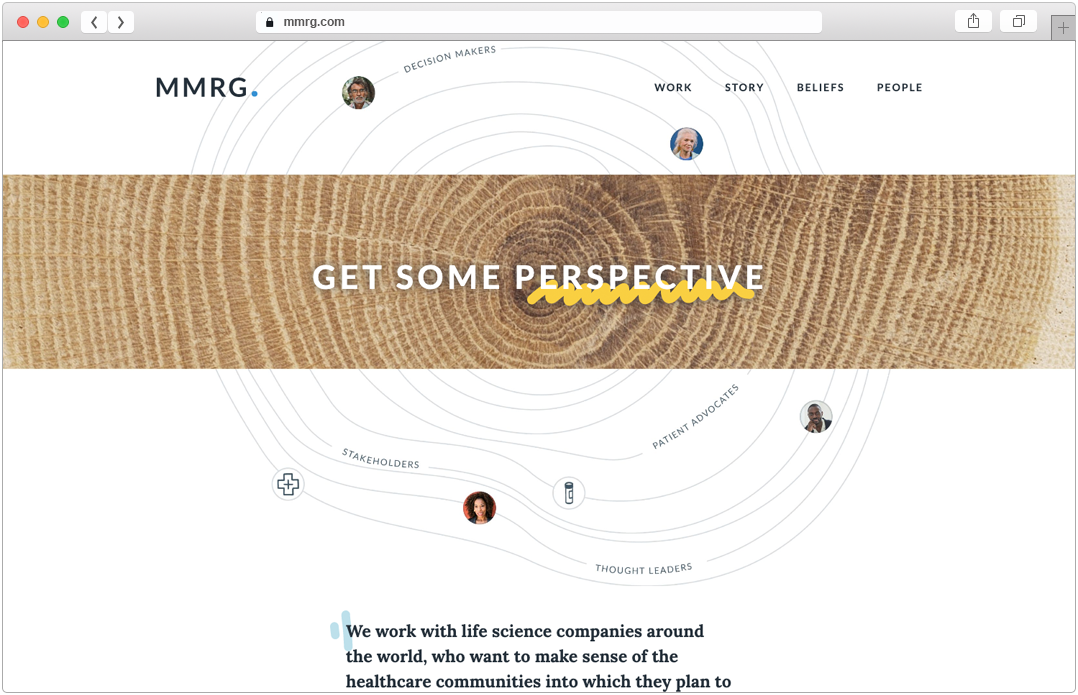 mmrg.com
DECISION MAKERS
MMRG.
WORK STORY BELIEFS PEOPLE
GET SOME PERSPECTIVE
PATIENT ADVOCATES
STAKEHOLDERS
THOUGHT LEADERS
We work with life science companies around
the world, who want to make sense of the
healthcare communities into which they plan to